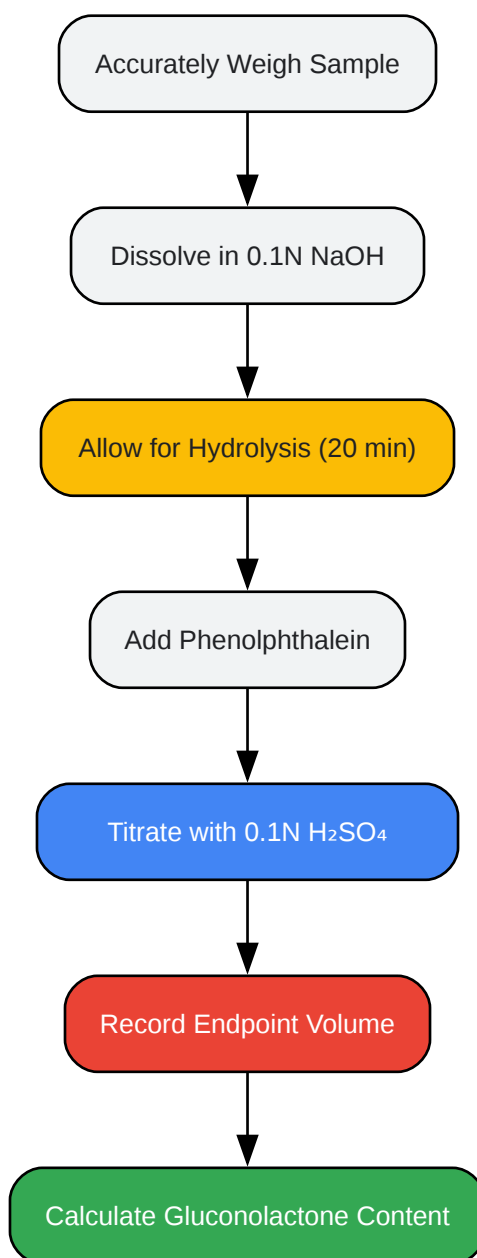 Accurately Weigh Sample
Dissolve in 0.1N NaOH
Allow for Hydrolysis (20 min)
Add Phenolphthalein
Titrate with 0.1N H₂SO₄
Record Endpoint Volume
Calculate Gluconolactone Content